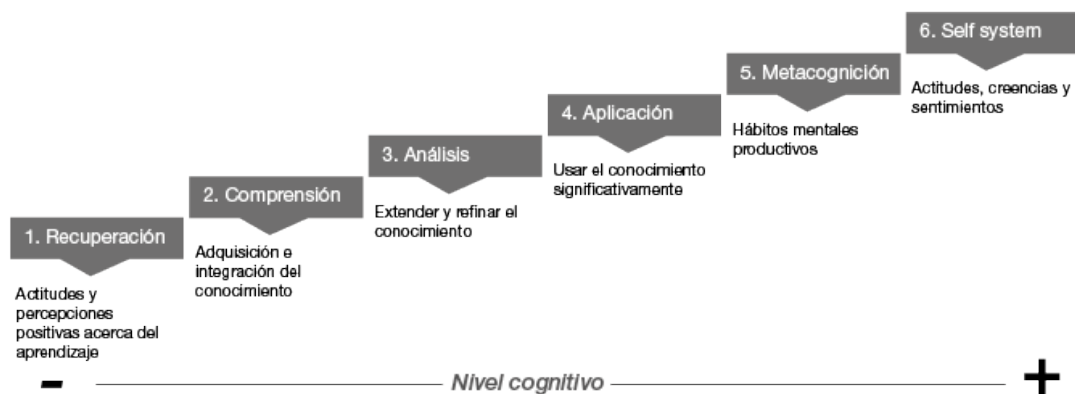 1. Recuperación
Actitudes y
percepciones
positivas acerca del
aprendizaje
2. Comprensión
Adquisición e
integración del
conocimiento
3. Análisis
Extender y refinar el
conocimiento
4. Aplicación
Usar el conocimiento
significativamente
5. Metacognición
Hábitos mentales
productivos
6. Self system
Actitudes, creencias y
sentimientos
- Nivel cognitivo +